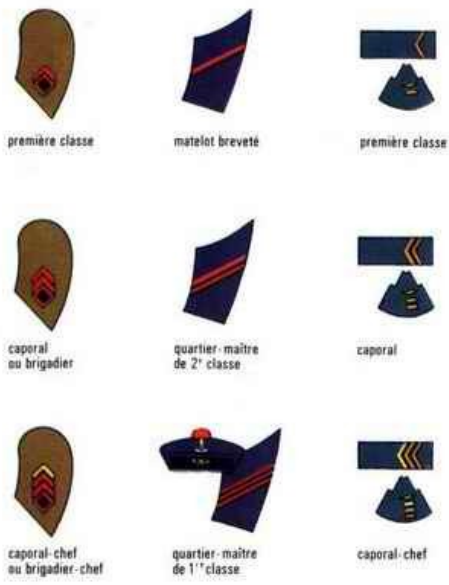 première classe
matelot breveté
première classe
caporal
ou brigadier
quartier-maître
de 2e classe
caporal
caporal-chef
ou brigadier-chef
quartier-maître
de 1re classe
caporal-chef